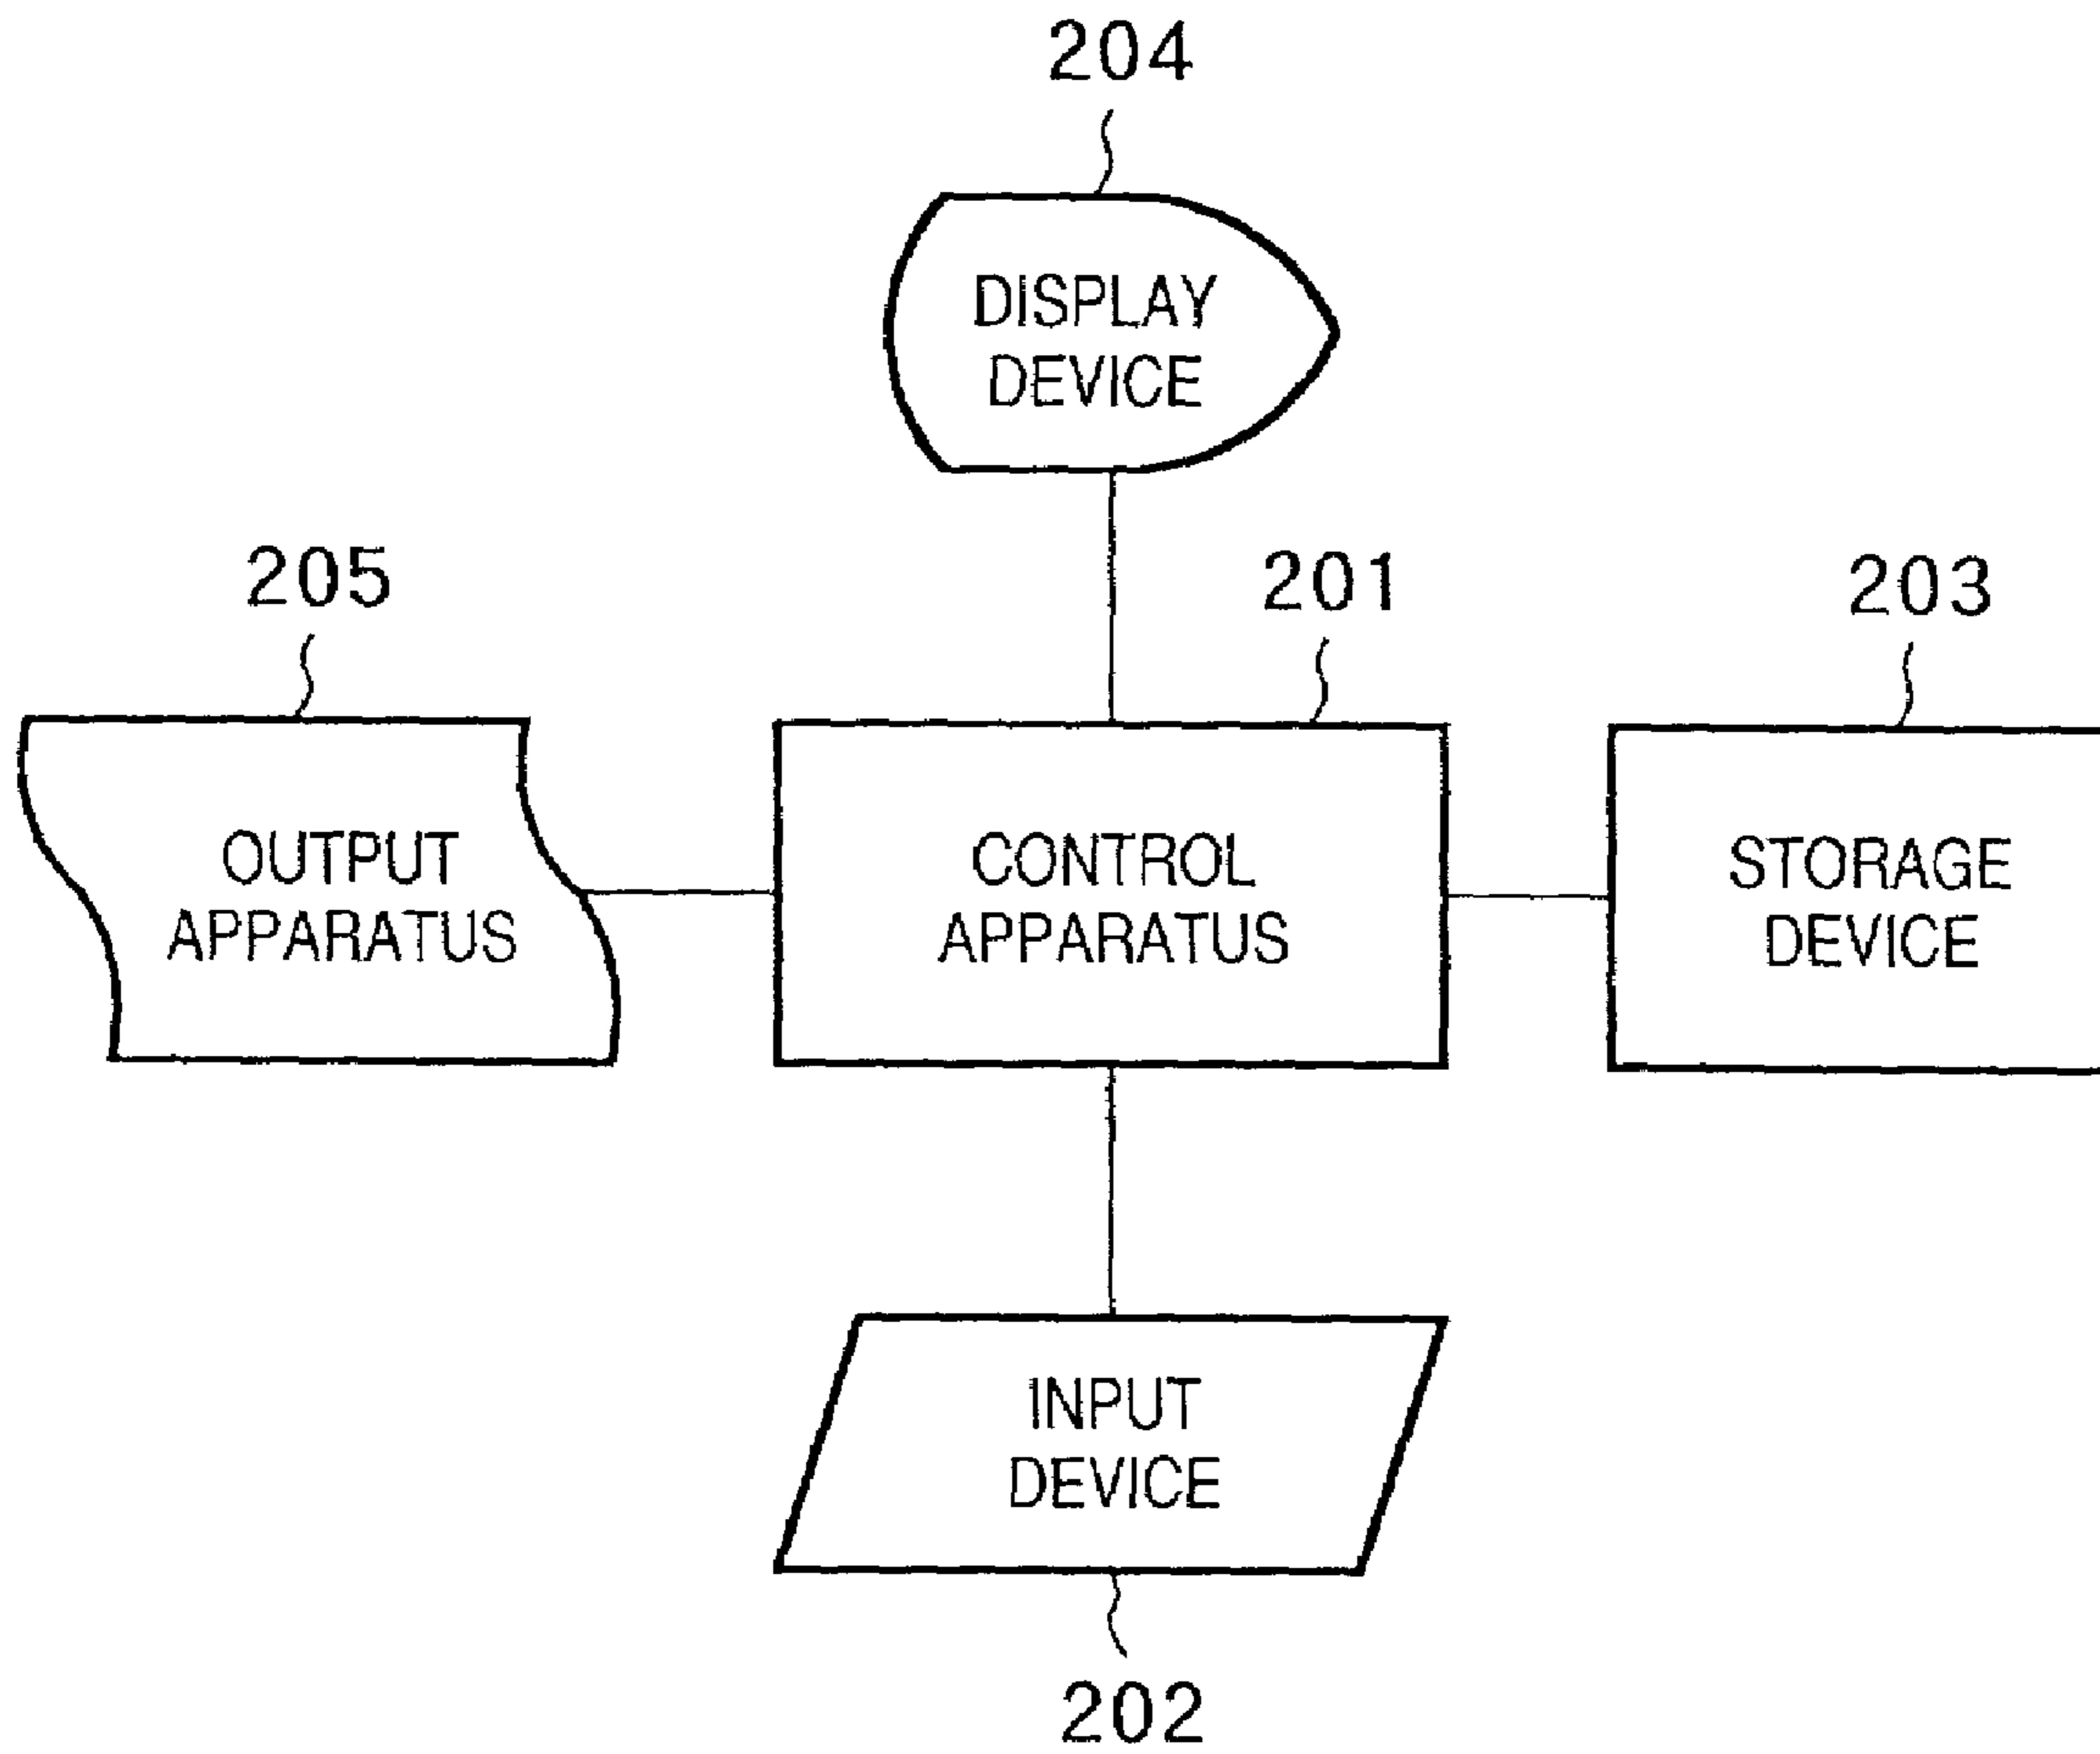 204
DISPLAY
DEVICE
205
201
203
OUTPUT
APPARATUS
CONTROL
APPARATUS
STORAGE
DEVICE
INPUT
DEVICE
202